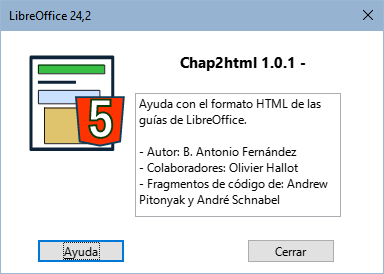 LibreOffice 24,2
Chap2html 1.0.1 -
5
Ayuda con el formato HTML de las
guías de LibreOffice.
- Autor: B. Antonio Fernández
- Colaboradores: Olivier Hallot
- Fragmentos de código de: Andrew
Pitonyak y André Schnabel
Ayuda
Cerrar